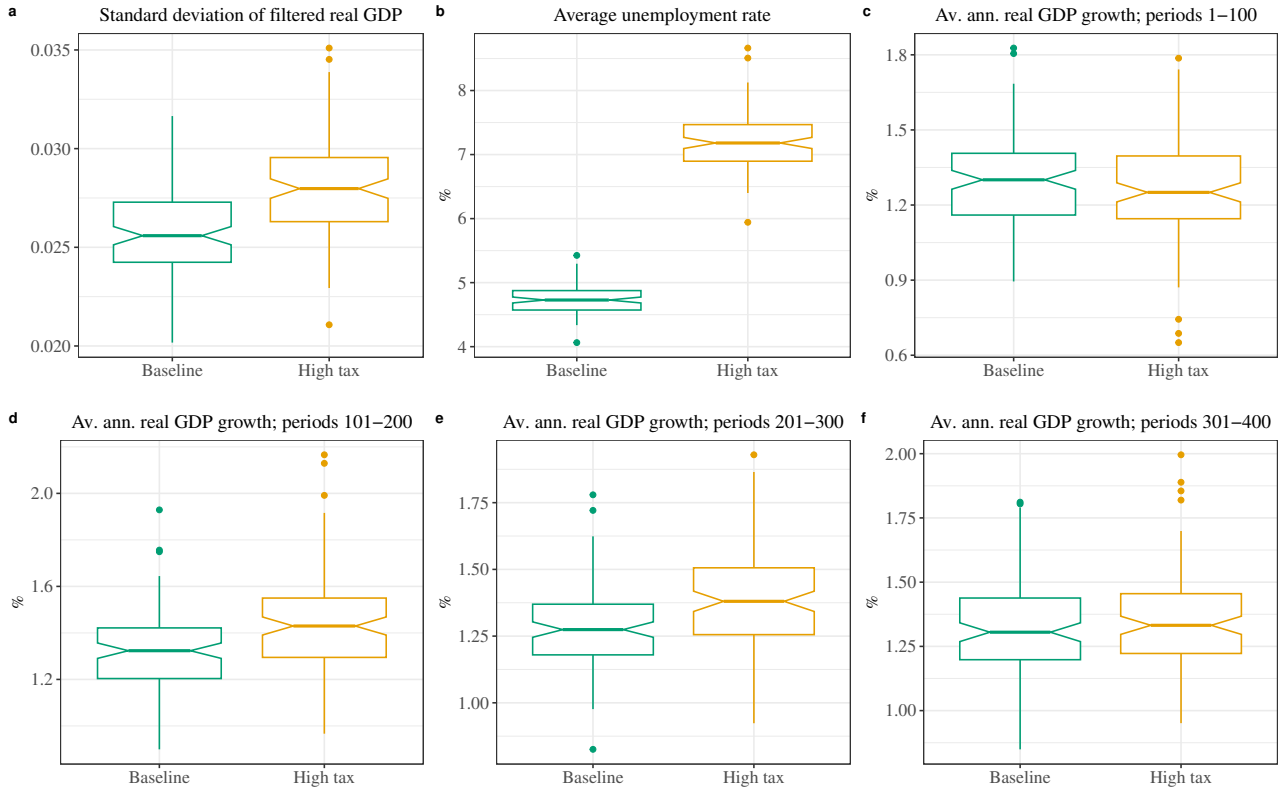 a
Standard deviation of filtered real GDP
0.035
0.030
0.025
0.020
Baseline
High tax
b
Average unemployment rate
%
8
7
6
5
4
Baseline
High tax
c
Av. ann. real GDP growth; periods 1−100
%
1.8
1.5
1.2
0.9
0.6
Baseline
High tax
d
Av. ann. real GDP growth; periods 101−200
%
2.0
1.6
1.2
Baseline
High tax
e
Av. ann. real GDP growth; periods 201−300
%
1.75
1.50
1.25
1.00
Baseline
High tax
f
Av. ann. real GDP growth; periods 301−400
%
2.00
1.75
1.50
1.25
1.00
Baseline
High tax